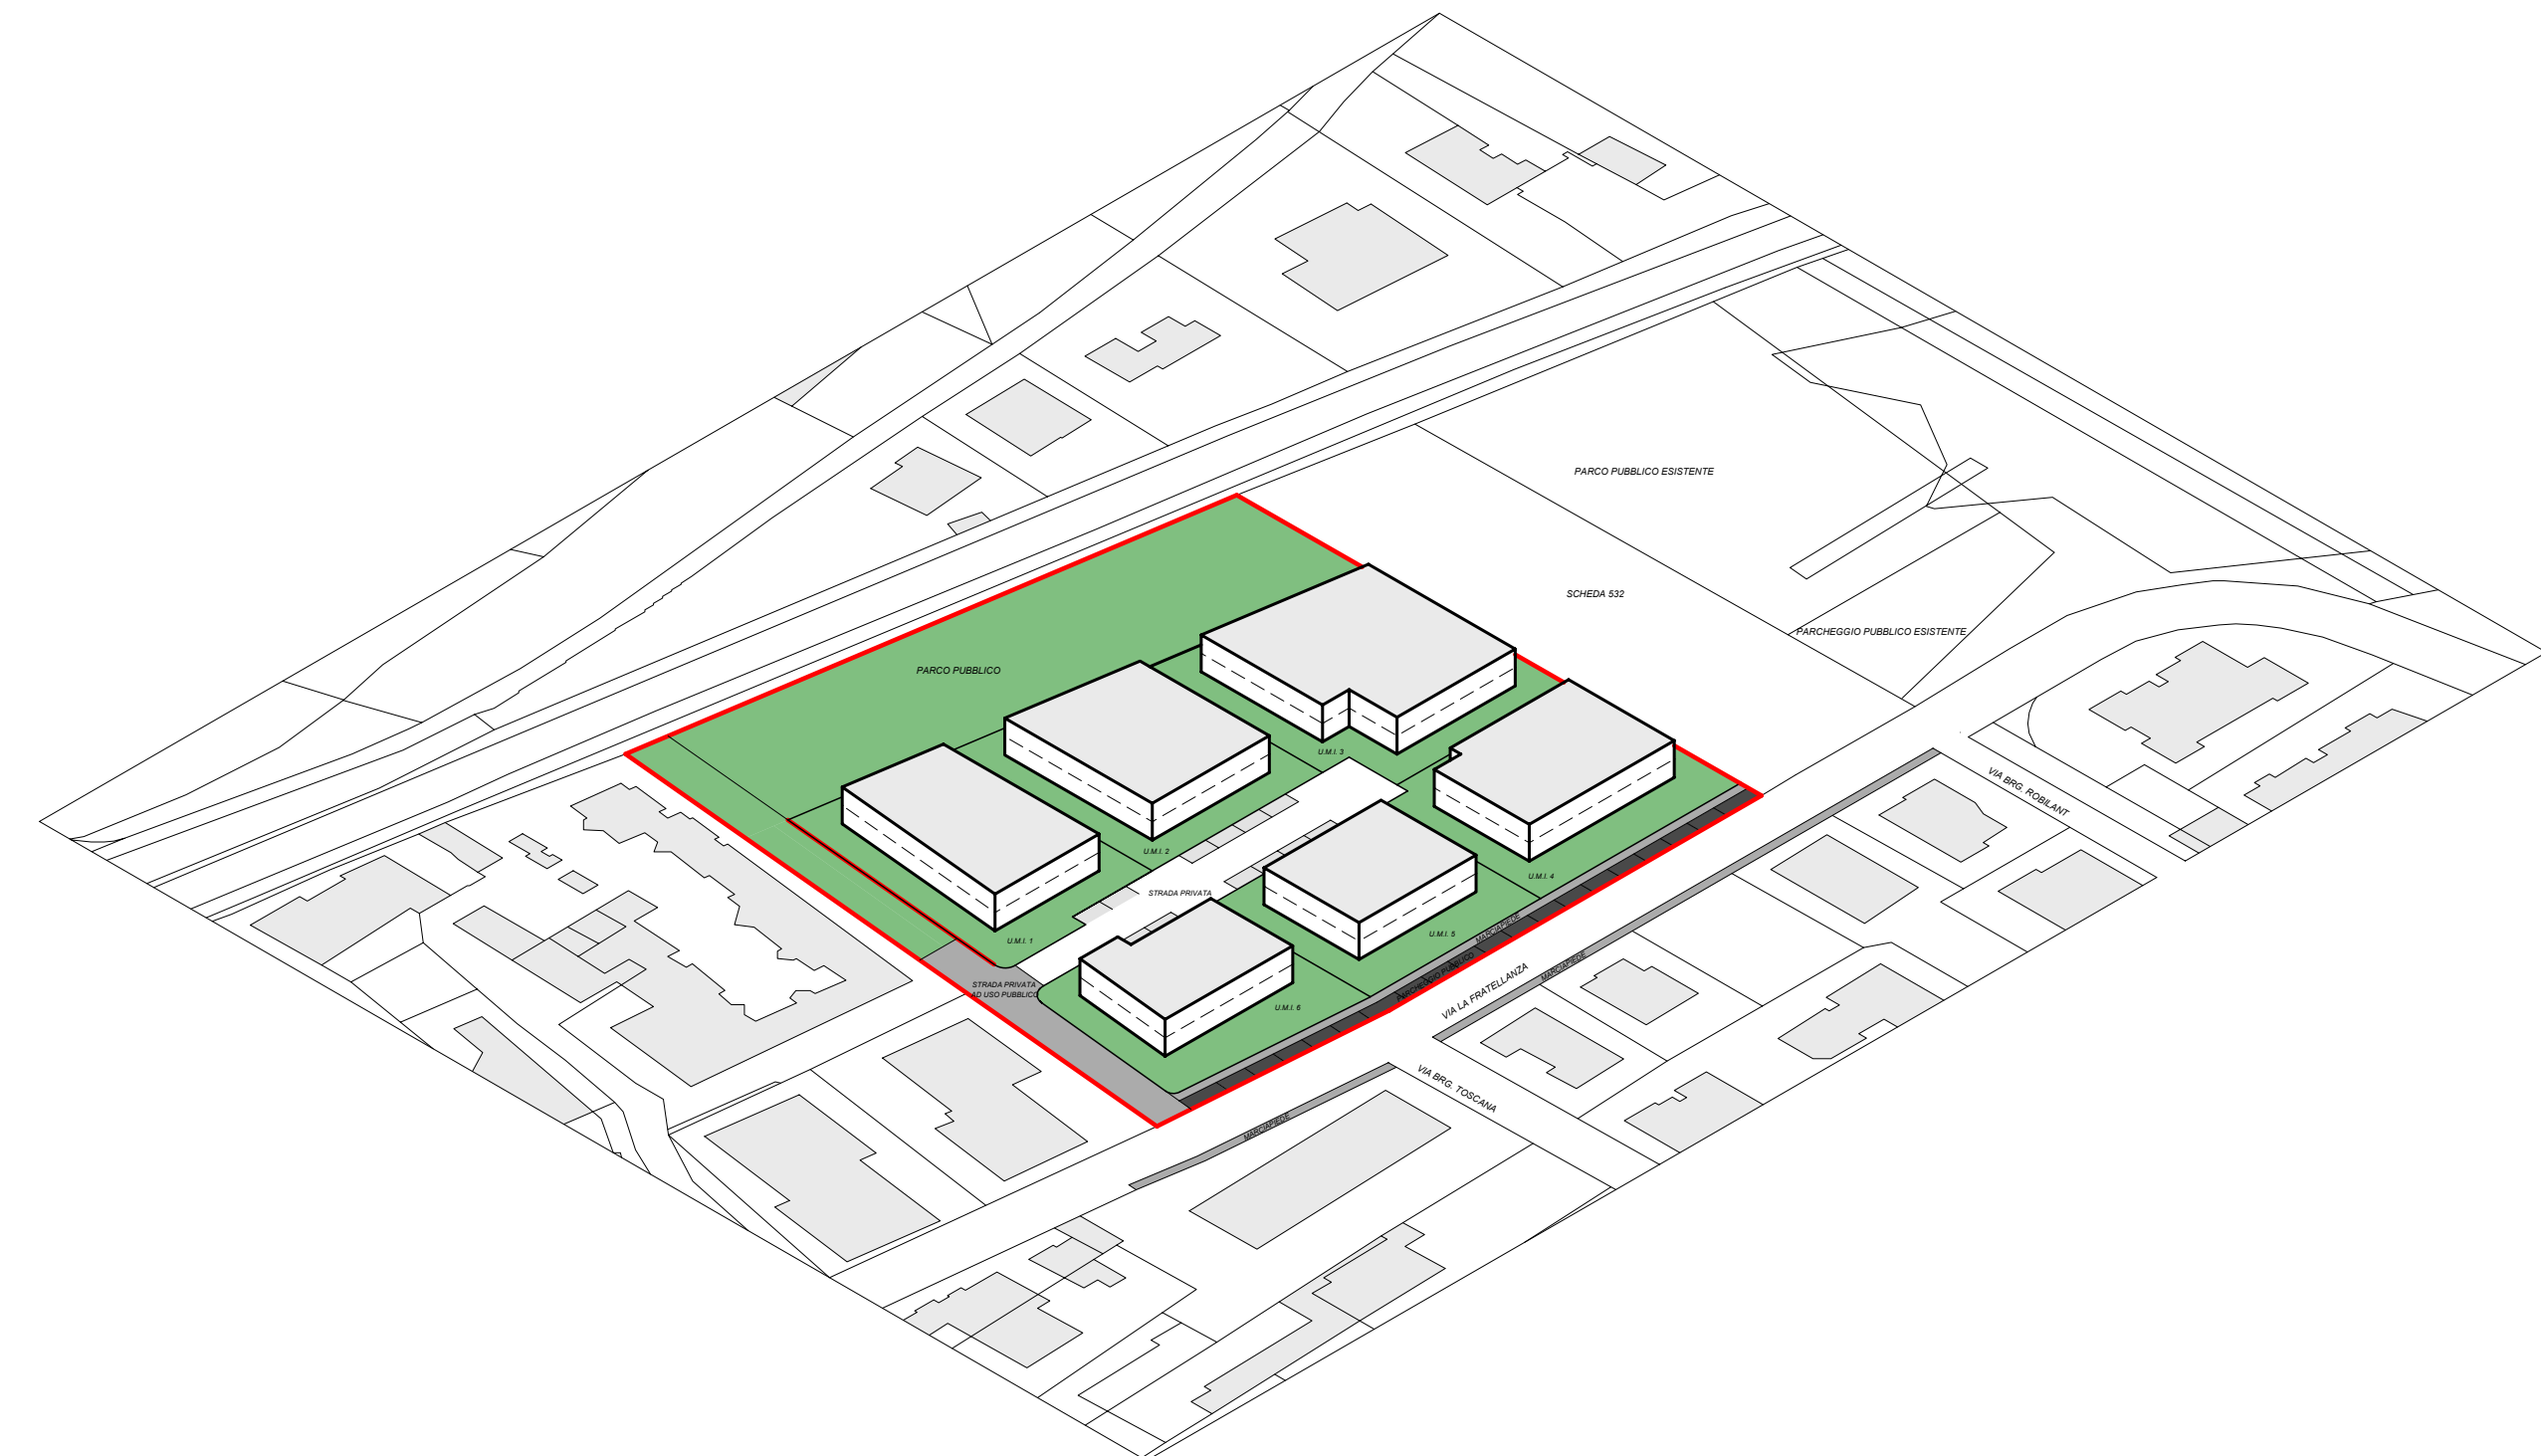 PARCO PUBBLICO ESISTENTE
SCHEDA 532
PARCHEGGIO PUBBLICO ESISTENTE
PARCO PUBBLICO
U.M.I. 3
VIA BRG. ROBILANT
U.M.I. 2
U.M.I. 4
STRADA PRIVATA
U.M.I. 1
U.M.I. 5
MARCIAPIEDE
PARCHEGGIO PUBBLICO
MARCIAPIEDE
VIA LA FRATELLANZA
STRADA PRIVATA
AD USO PUBBLICO
U.M.I. 6
VIA BRG. TOSCANA
MARCIAPIEDE